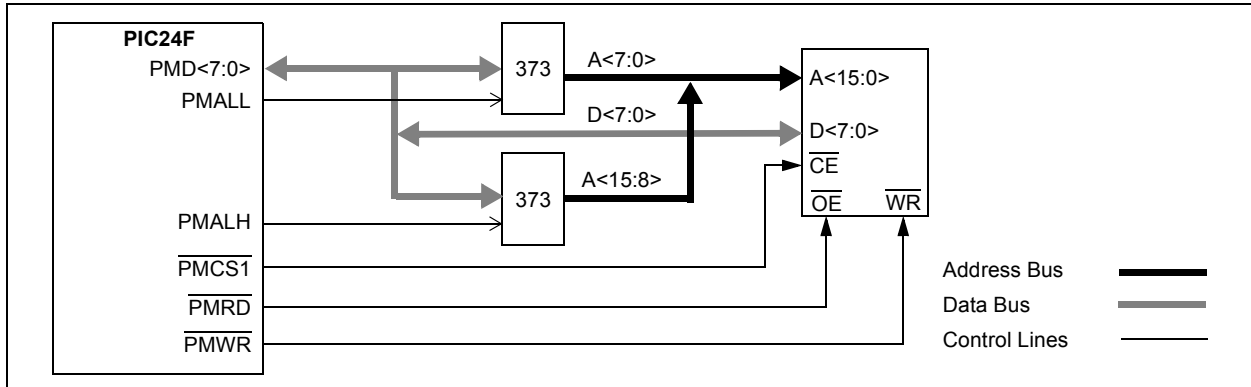 PIC24F
PMD<7:0>
PMALL
373
A<7:0>
A<15:0>
D<7:0>
D<7:0>
CE
373
A<15:8>
OE
WR
PMALH
PMCS1
PMRD
PMWR
Address Bus
Data Bus
Control Lines